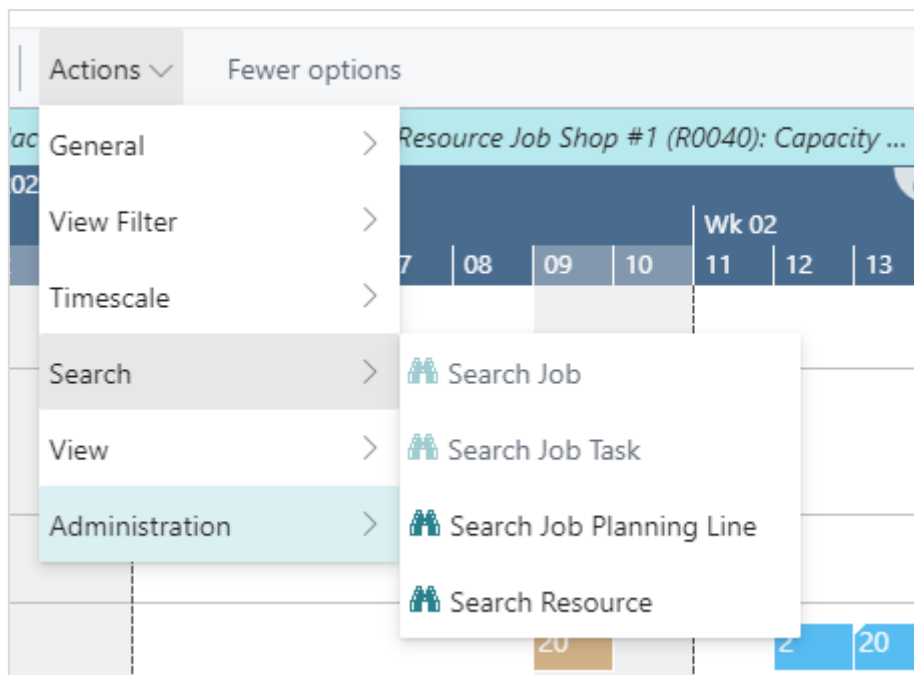 Actions
Fewer options
General
Resource Job Shop #1 (R0040): Capacity ...
02
View Filter
Wk 02
7 08 09 10 11 12 13
Timescale
Search
Search Job
View
Search Job Task
Administration
Search Job Planning Line
Search Resource
20 2 20